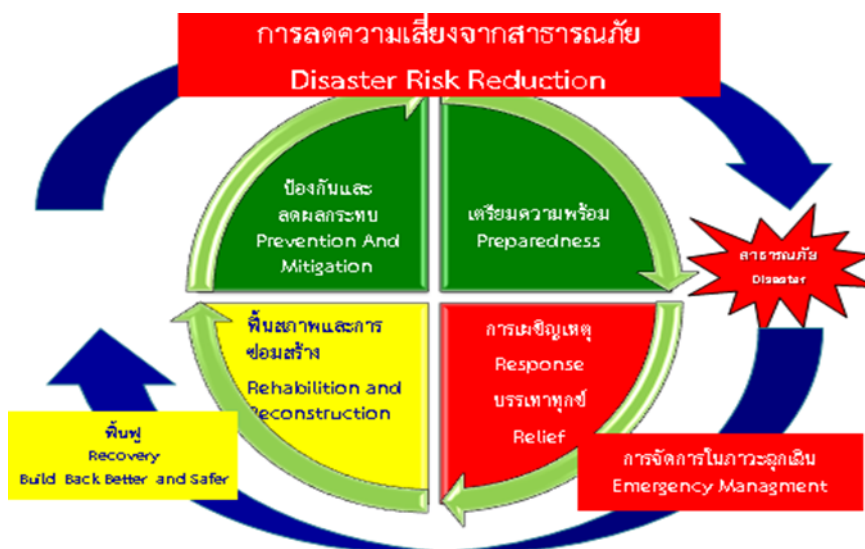 การลดความเสี่ยงจากสาธารณภัย
Disaster Risk Reduction
ป้องกันและ
ลดผลกระทบ
Prevention And
Mitigation
เตรียมความพร้อม
Preparedness
สาธารณภัย
Disaster
ฟื้นสภาพและการ
ซ่อมสร้าง
Rehabilition and
Reconstruction
การเผชิญเหตุ
Response
บรรเทาทุกข์
Relief
ฟื้นฟู
Recovery
Build Back Better and Safer
การจัดการในภาวะฉุกเฉิน
Emergency Managment